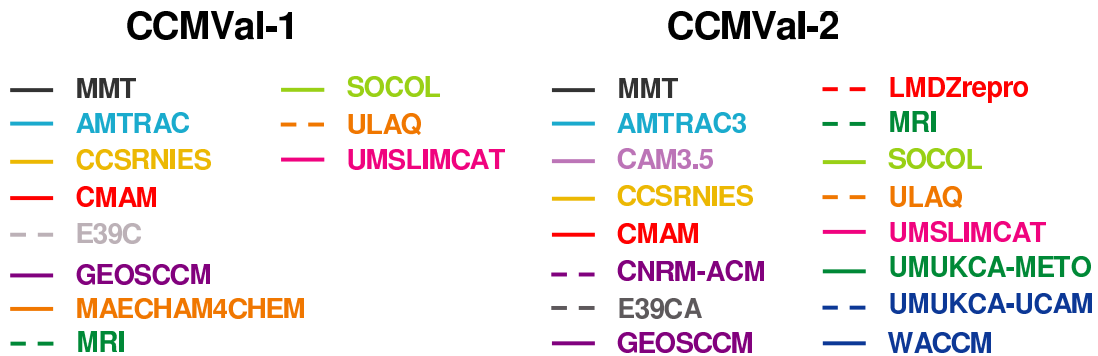 CCMVal-1
MMT
AMTRAC
CCSRNIES
CMAM
E39C
GEOSCCM
MAECHAM4CHEM
MRI
SOCOL
ULAQ
UMSLIMCAT
CCMVal-2
MMT
AMTRAC3
CAM3.5
CCSRNIES
CMAM
CNRM-ACM
E39CA
GEOSCCM
LMDZrepro
MRI
SOCOL
ULAQ
UMSLIMCAT
UMUKCA-METO
UMUKCA-UCAM
WACCM